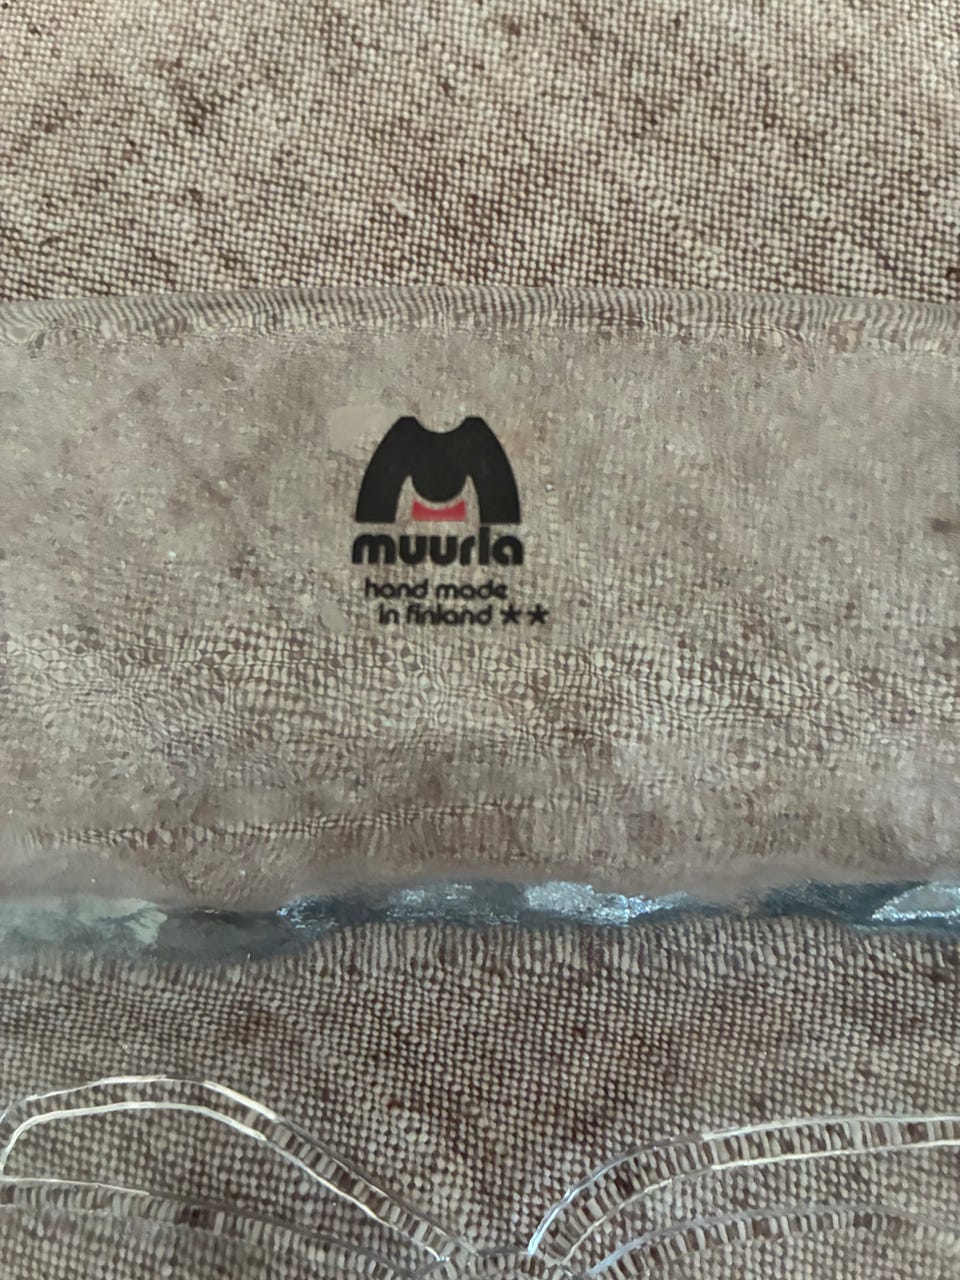 muurla
hand made
in finland ★★